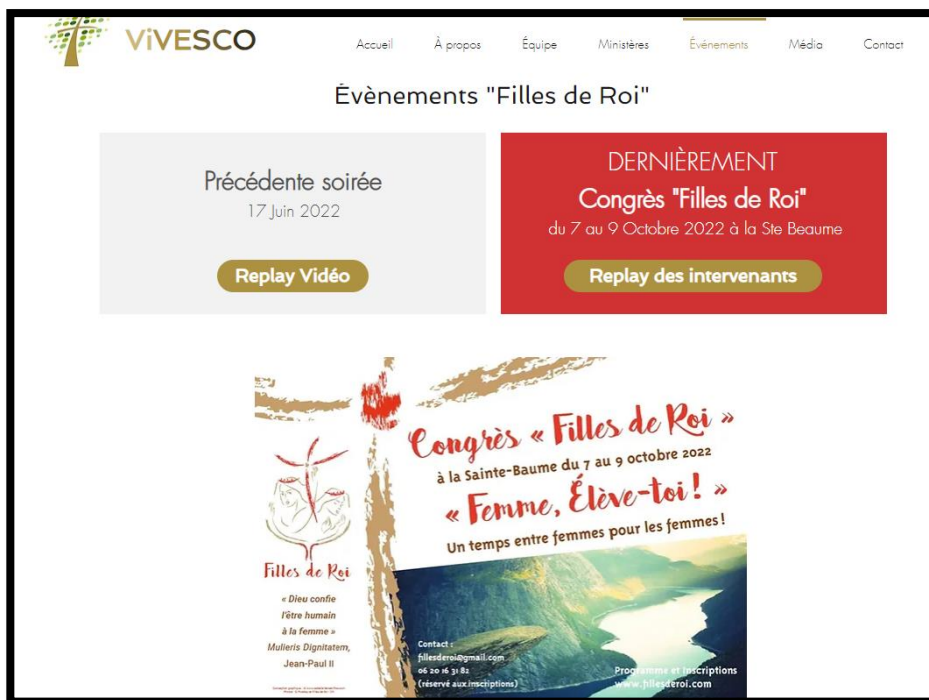 ViVESCO
Accueil
À propos
Équipe
Ministères
Événements
Média
Contact
Évènements "Filles de Roi"
Précédente soirée
17 Juin 2022
Replay Vidéo
DERNIÈREMENT
Congrès "Filles de Roi"
du 7 au 9 Octobre 2022 à la Ste Beaume
Replay des intervenants
Congrès « Filles de Roi »
à la Sainte-Baume du 7 au 9 octobre 2022
« Femme, Élève-toi ! »
Un temps entre femmes pour les femmes !
Filles de Roi
« Dieu confie
l'être humain
à la femme »
Mulieris Dignitatem,
Jean-Paul II
Contact :
fillesderoi@gmail.com
06 20 16 31 82
(réservé aux inscriptions)
Programme et Inscriptions
www.fillesderoi.com